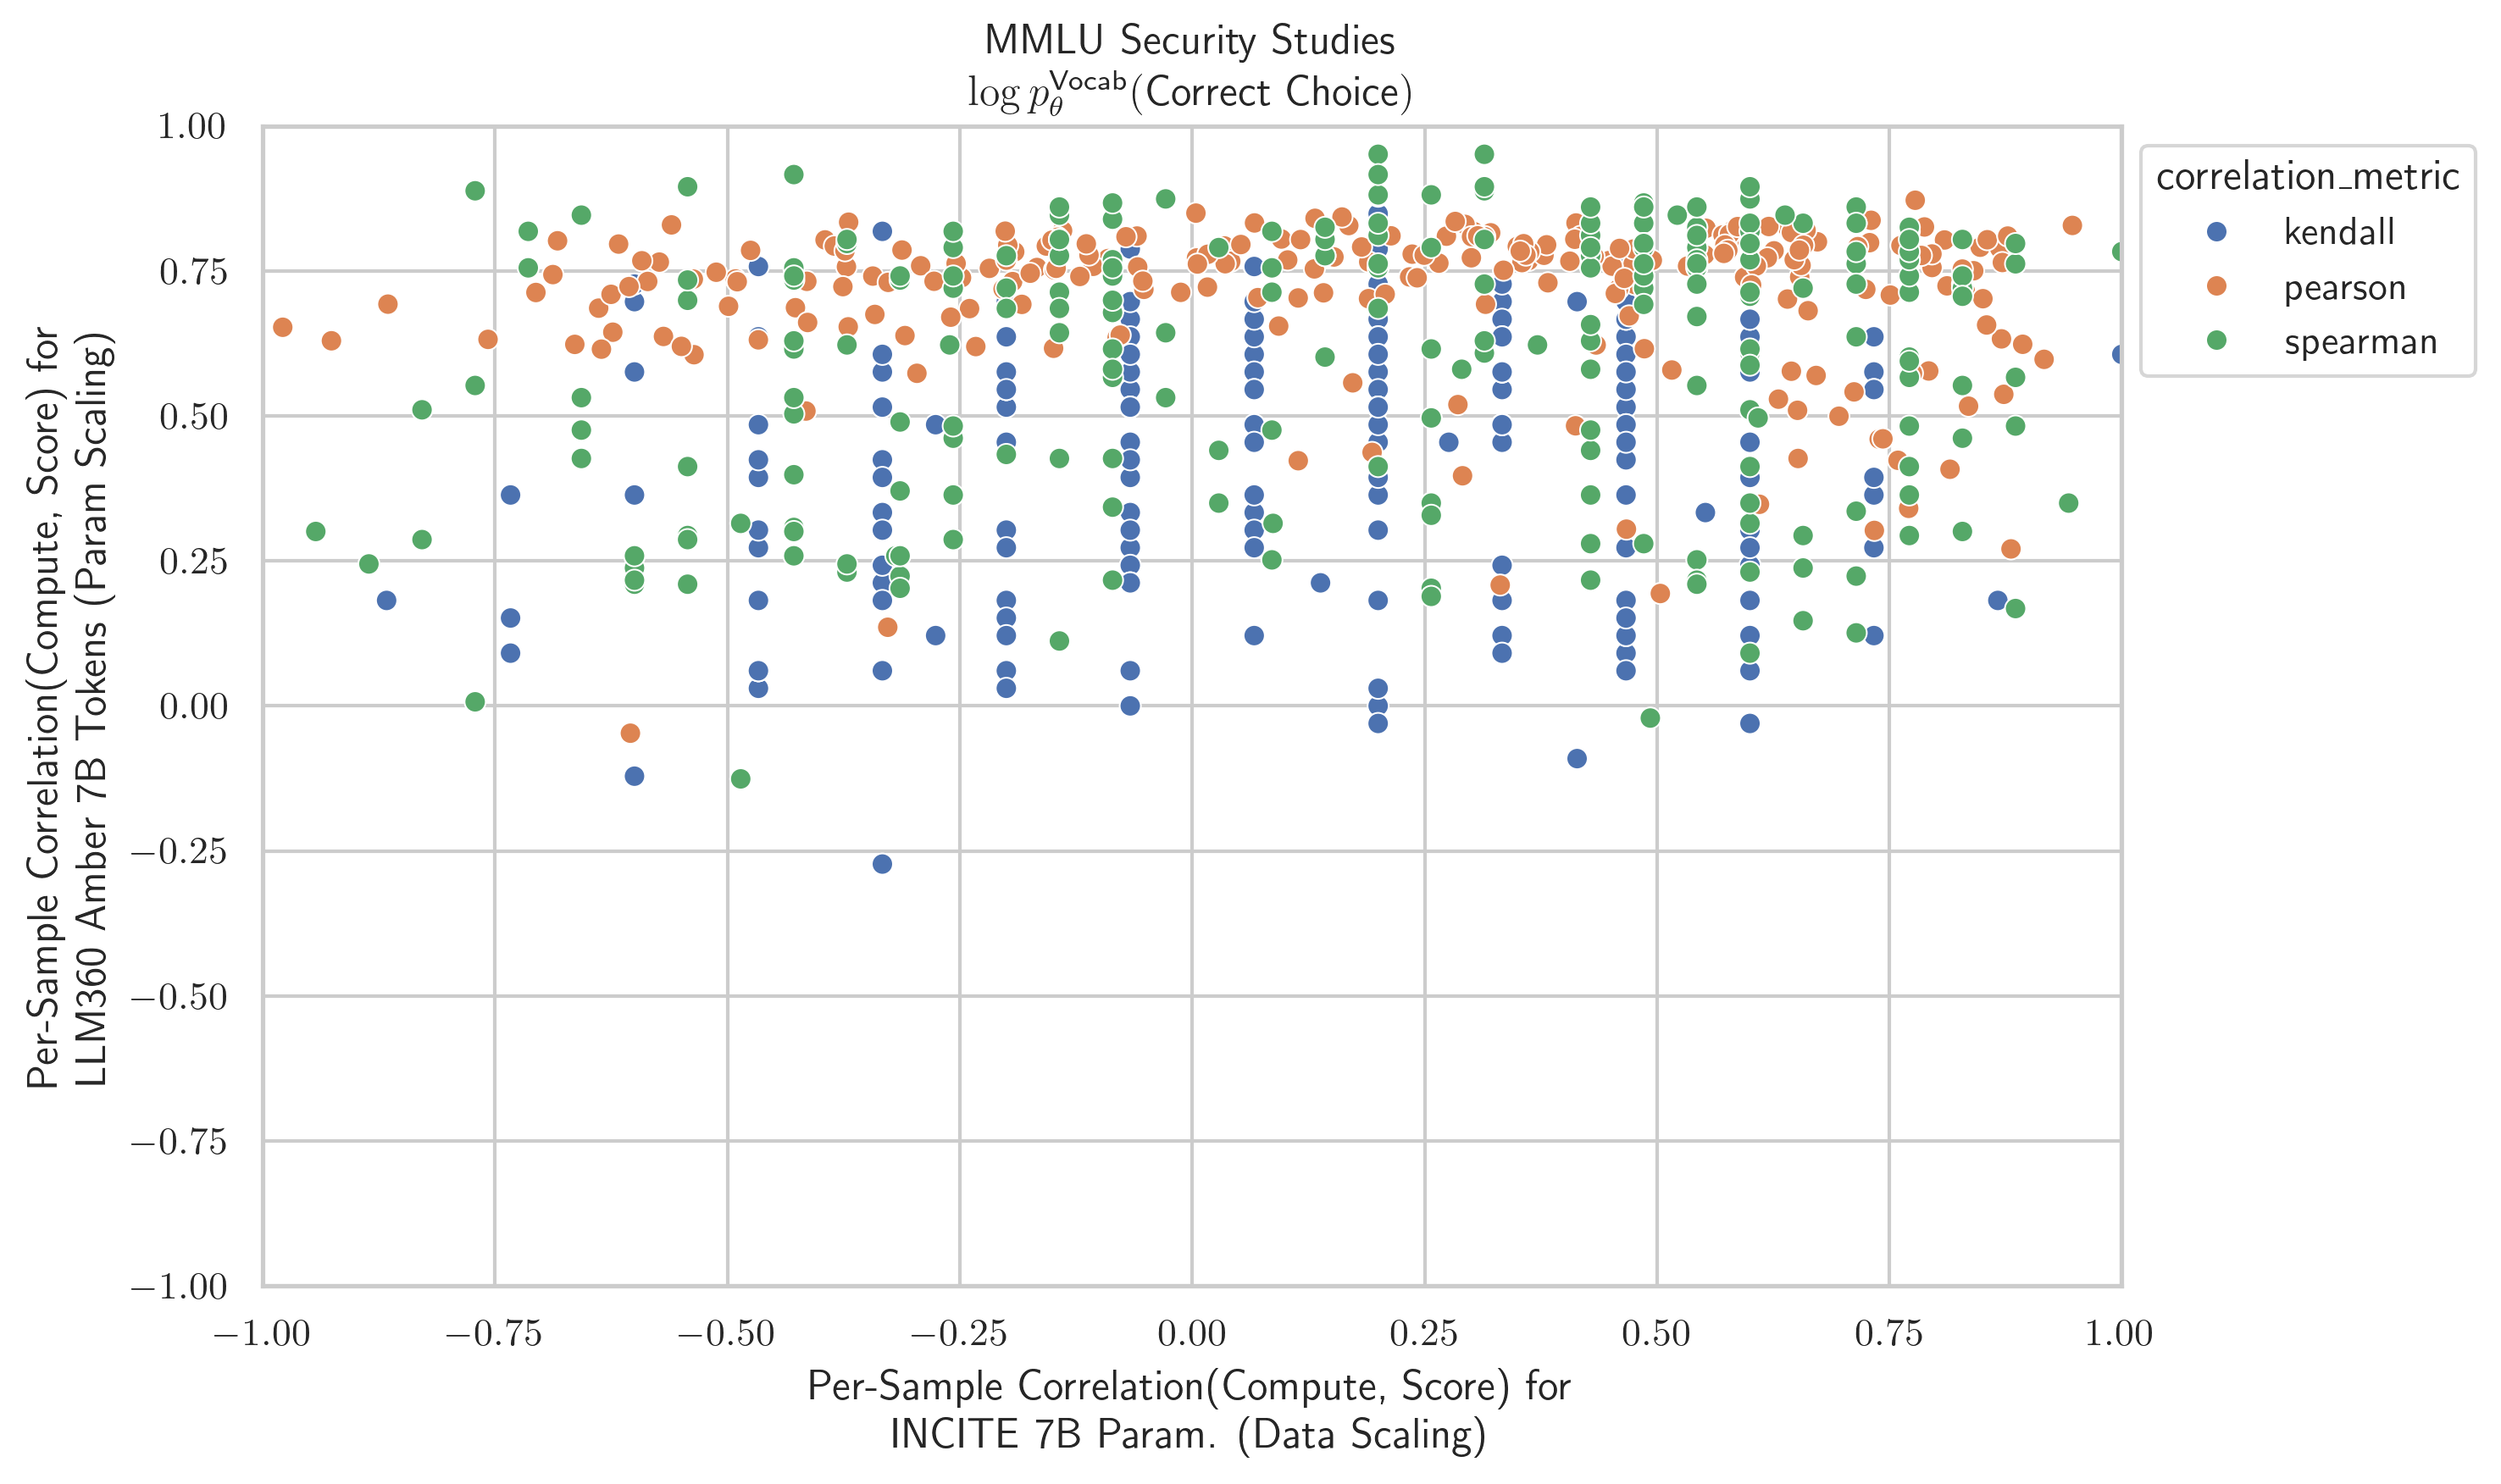 MMLU Security Studies
log p_θ^Vocab(Correct Choice)
1.00
0.75
0.50
0.25
0.00
−0.25
−0.50
−0.75
−1.00
Per-Sample Correlation(Compute, Score) for
LLM360 Amber 7B Tokens (Param Scaling)
correlation_metric
kendall
pearson
spearman
−1.00 −0.75 −0.50 −0.25 0.00 0.25 0.50 0.75 1.00
Per-Sample Correlation(Compute, Score) for
INCITE 7B Param. (Data Scaling)